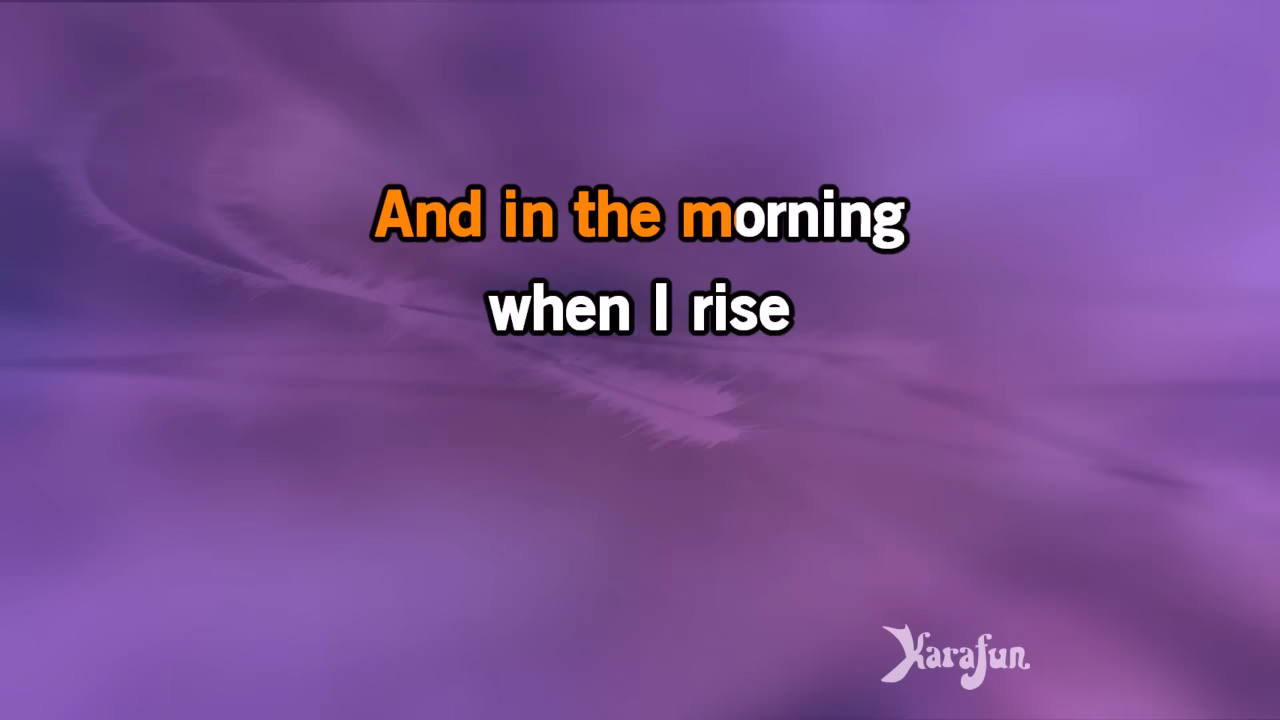 And in the morning
when I rise
Karafun